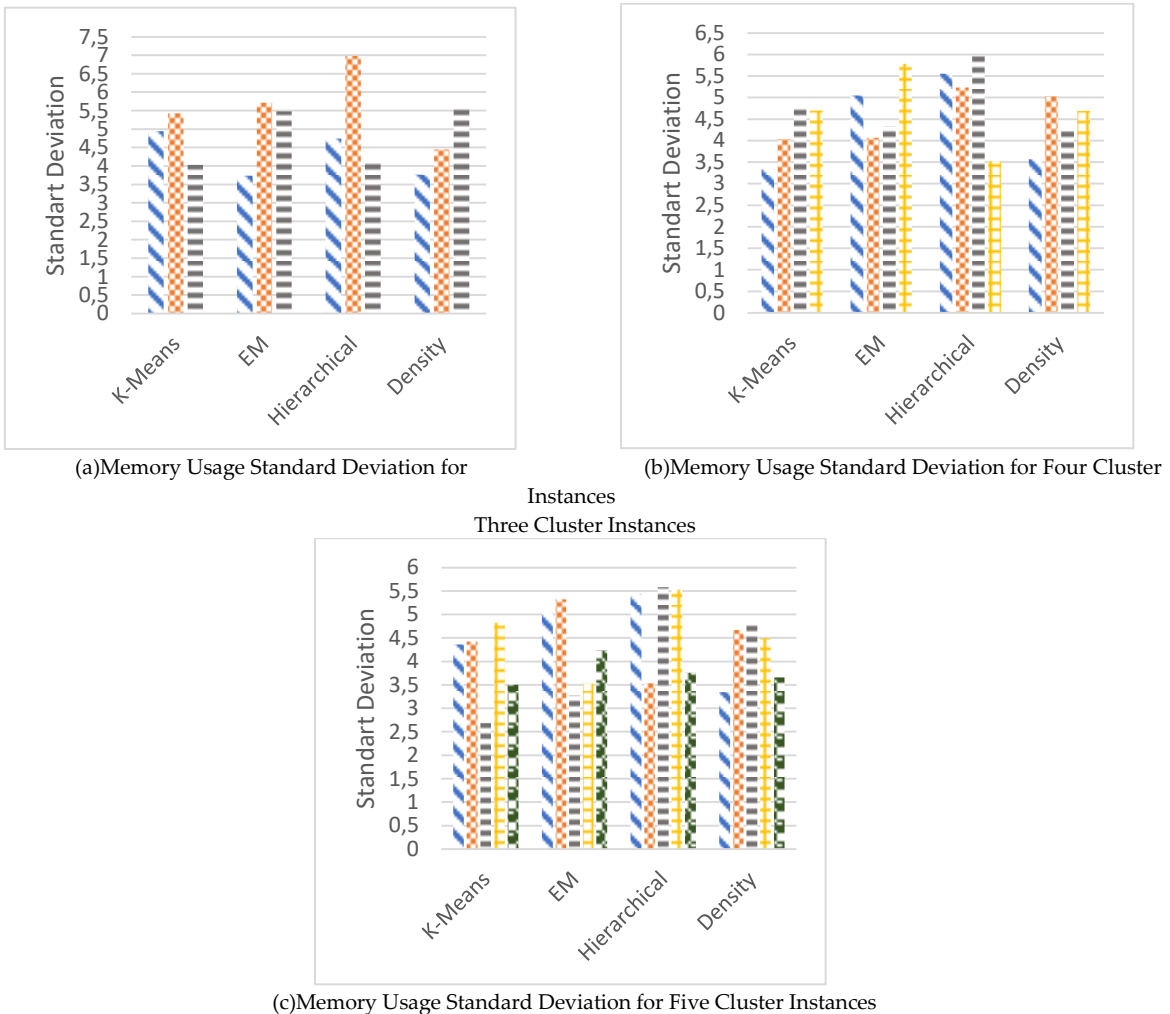 7,5
7
6,5
6
5,5
5
4,5
4
3,5
3
2,5
2
1,5
1
0,5
0
Standart Deviation
K-Means
EM
Hierarchical
Density
6,5
6
5,5
5
4,5
4
3,5
3
2,5
2
1,5
1
0,5
0
Standart Deviation
K-Means
EM
Hierarchical
Density
(a)Memory Usage Standard Deviation for
(b)Memory Usage Standard Deviation for Four Cluster
Instances
Three Cluster Instances
6
5,5
5
4,5
4
3,5
3
2,5
2
1,5
1
0,5
0
Standart Deviation
K-Means
EM
Hierarchical
Density
(c)Memory Usage Standard Deviation for Five Cluster Instances